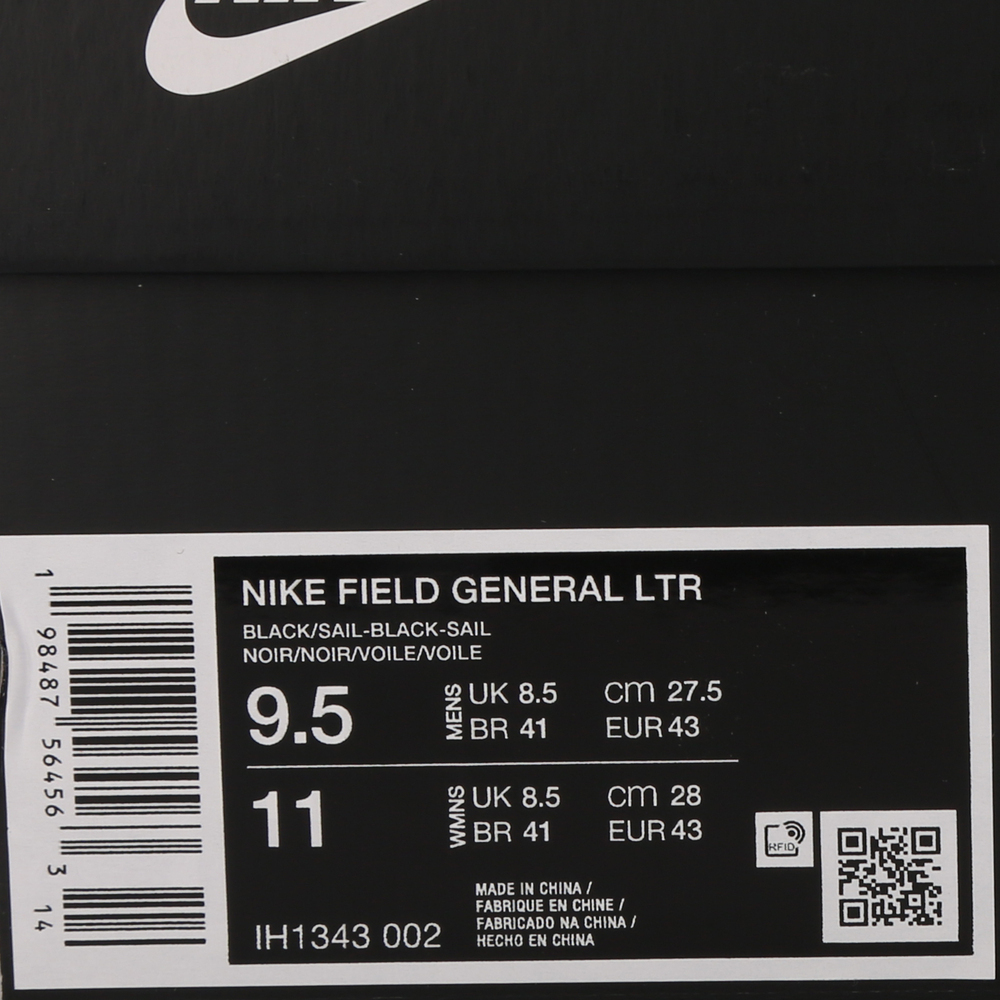 NIKE FIELD GENERAL LTR
BLACK/SAIL-BLACK-SAIL
NOIR/NOIR/VOILE/VOILE
9.5 MENS UK 8.5 cm 27.5
BR 41 EUR 43
11 WMNS UK 8.5 cm 28
BR 41 EUR 43
RFID
MADE IN CHINA /
FABRIQUE EN CHINE /
FABRICADO NA CHINA /
HECHO EN CHINA
IH1343 002
1 98487 56456 3 14